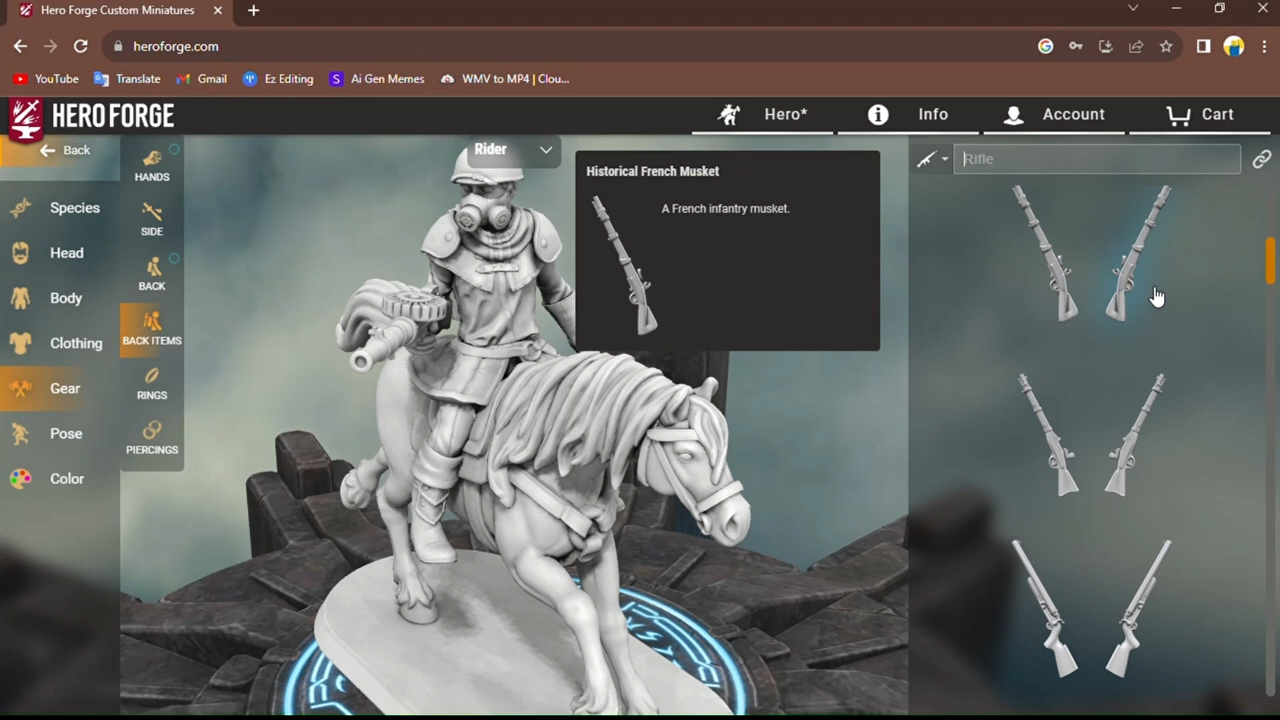 Hero Forge Custom Miniatures
heroforge.com
YouTube
Translate
Gmail
Ez Editing
Ai Gen Memes
WMV to MP4 | Clou...
HERO FORGE
Hero*
Info
Account
Cart
Back
Species
Head
Body
Clothing
Gear
Pose
Color
HANDS
SIDE
BACK
BACK ITEMS
RINGS
PIERCINGS
Rider
Historical French Musket
A French infantry musket.
Rifle